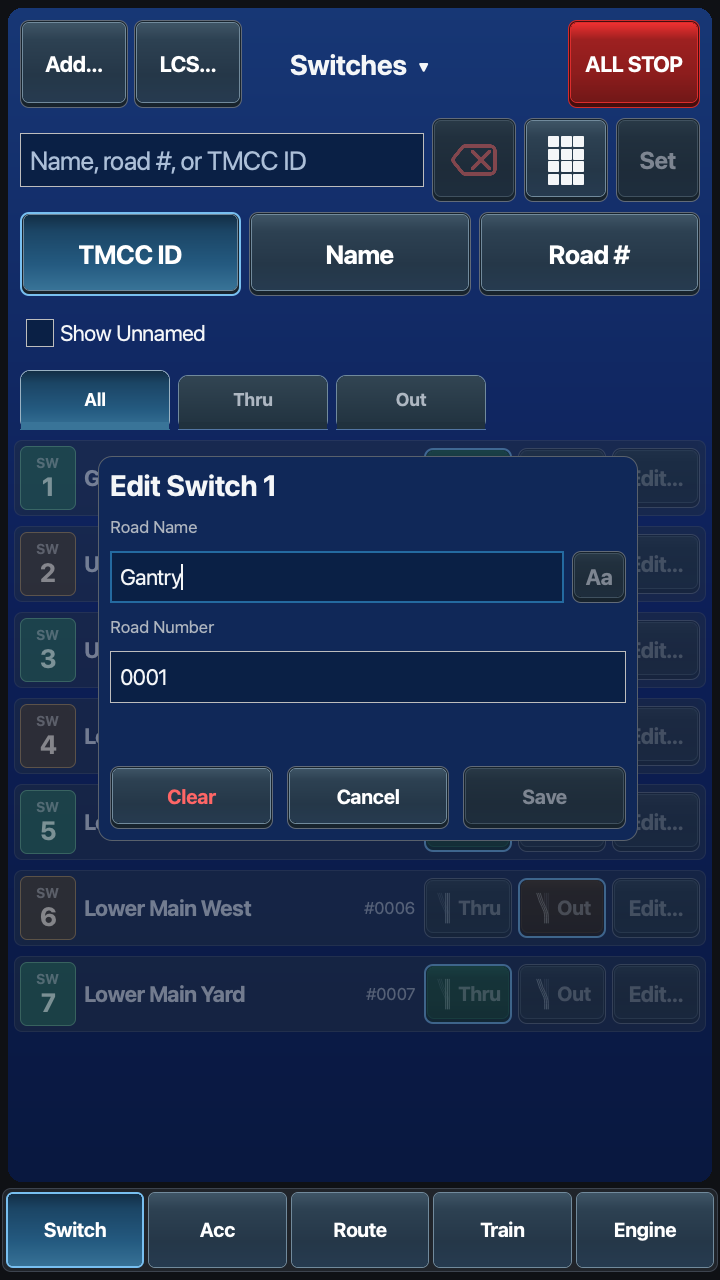 Add...
LCS...
Switches ▼
ALL STOP
Name, road #, or TMCC ID
Set
TMCC ID
Name
Road #
Show Unnamed
All
Thru
Out
SW
1
G
Edit...
SW
2
U
Edit...
SW
3
U
Edit...
SW
4
Edit...
SW
5
Edit...
Edit Switch 1
Road Name
Gantry
Aa
Road Number
0001
Clear
Cancel
Save
SW
6
Lower Main West
#0006
Thru
Out
Edit...
SW
7
Lower Main Yard
#0007
Thru
Out
Edit...
Switch
Acc
Route
Train
Engine